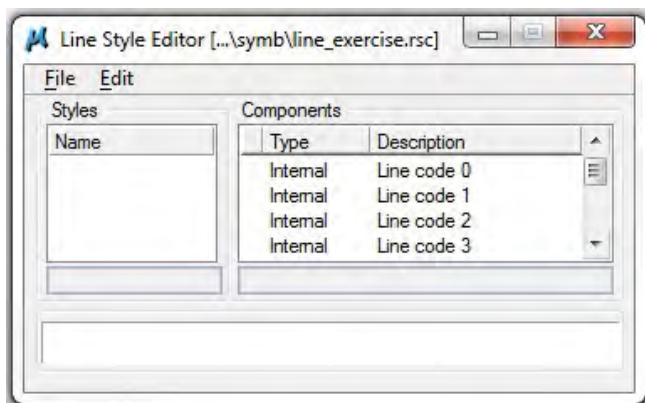 Line Style Editor [...\symb\line_exercise.rsc]
File Edit
Styles
Components
Name
Type Description
Internal Line code 0
Internal Line code 1
Internal Line code 2
Internal Line code 3